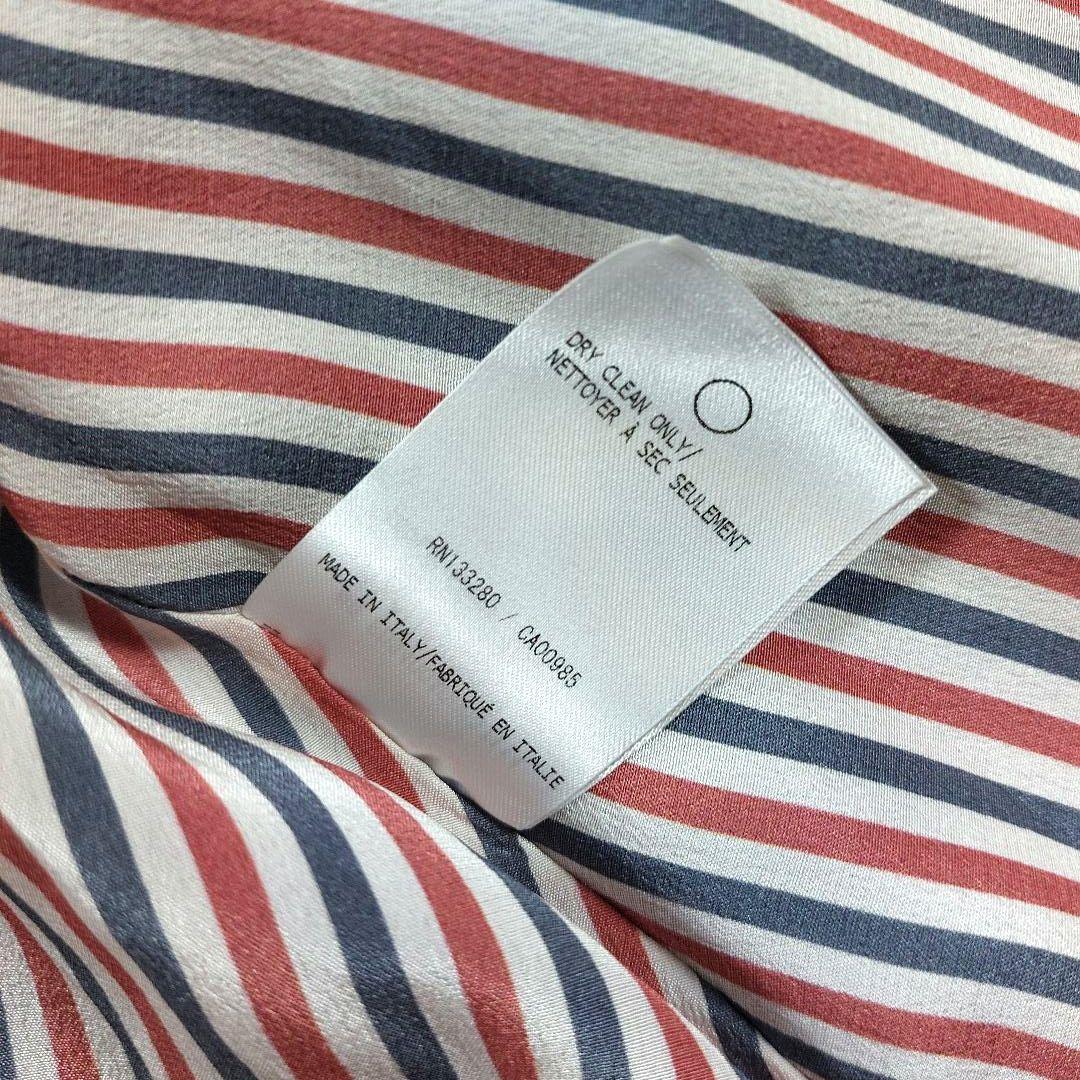 DRY CLEAN ONLY/
NETTOYER À SEC SEULEMENT
RN133280 / CA00985
MADE IN ITALY/FABRIQUÉ EN ITALIE